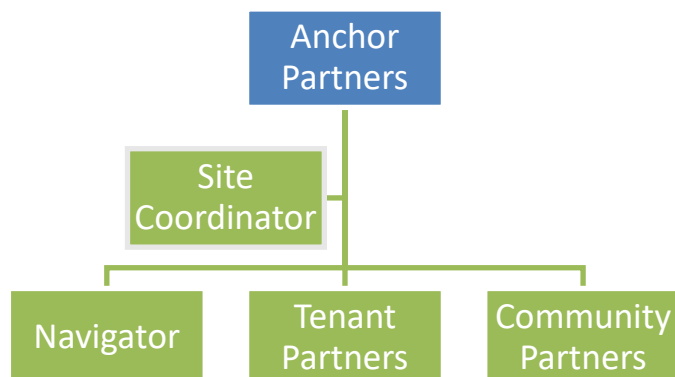 Anchor
Partners
Site
Coordinator
Navigator
Tenant
Partners
Community
Partners